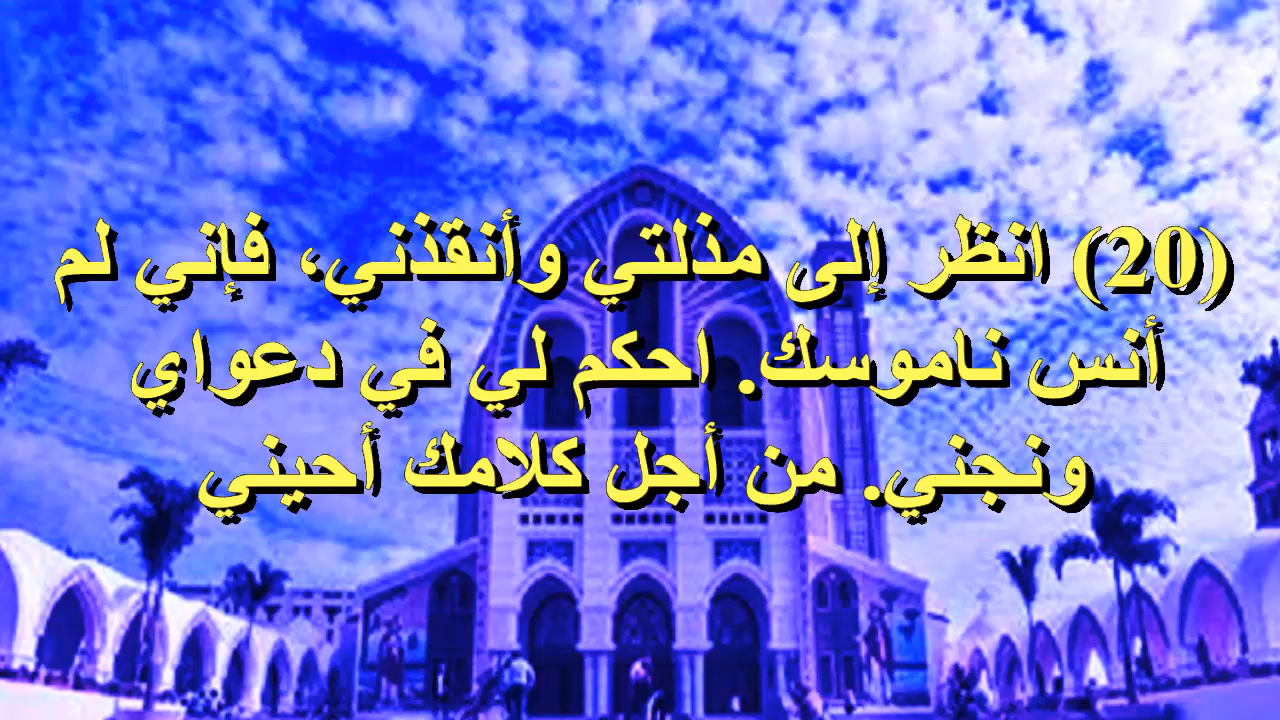 (20) انظر إلى مذلتي وأنقذني، فإني لم
أنس ناموسك. احكم لي في دعواي
ونجني. من أجل كلامك أحيني